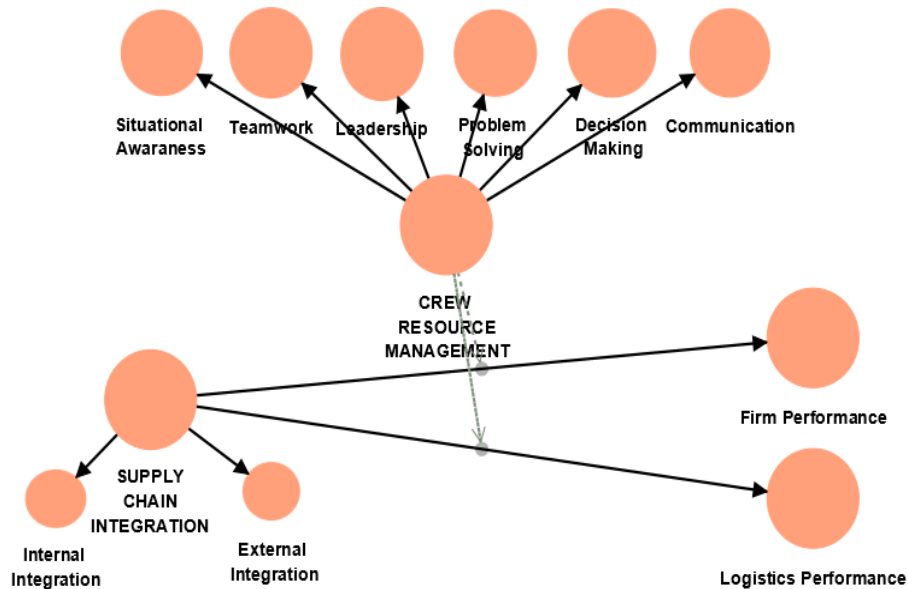 Situational
Awaraness
Teamwork
Leadership
Problem
Solving
Decision
Making
Communication
CREW
RESOURCE
MANAGEMENT
Firm Performance
SUPPLY
CHAIN
INTEGRATION
Internal
Integration
External
Integration
Logistics Performance